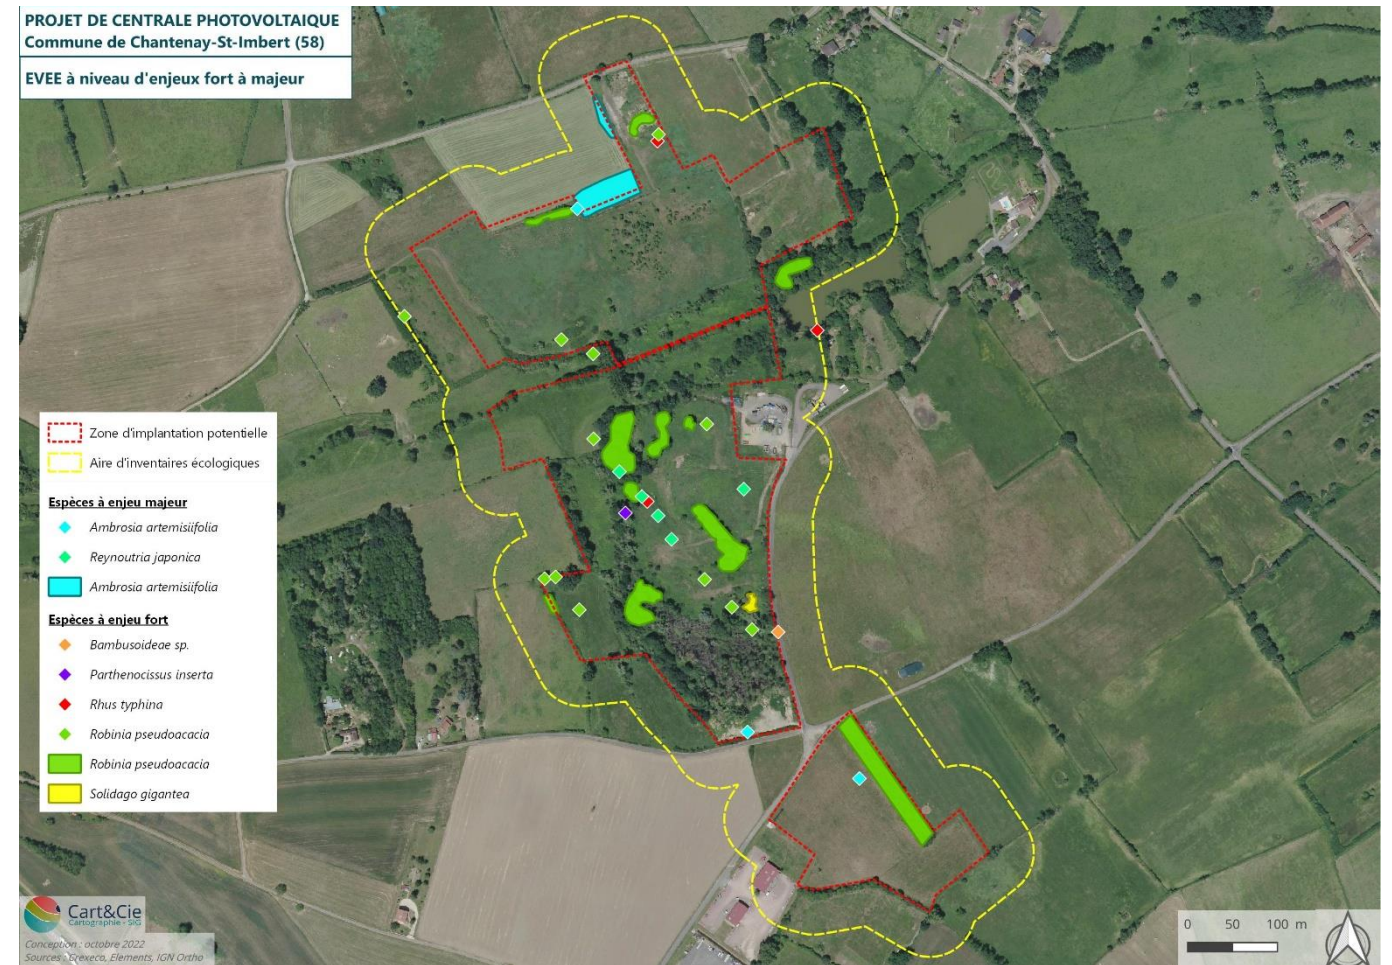 PROJET DE CENTRALE PHOTOVOLTAIQUE
Commune de Chantenay-St-Imbert (58)
EVEE à niveau d'enjeux fort à majeur
Zone d'implantation potentielle
Aire d'inventaires écologiques
Espèces à enjeu majeur
Ambrosia artemisiifolia
Reynoutria japonica
Ambrosia artemisiifolia
Espèces à enjeu fort
Bambusoideae sp.
Parthenocissus inserta
Rhus typhina
Robinia pseudoacacia
Robinia pseudoacacia
Solidago gigantea
Cart&Cie
Cartographie - SIG
Conception : octobre 2022
Sources : Crexeco, Elements, IGN Ortho
0 50 100 m